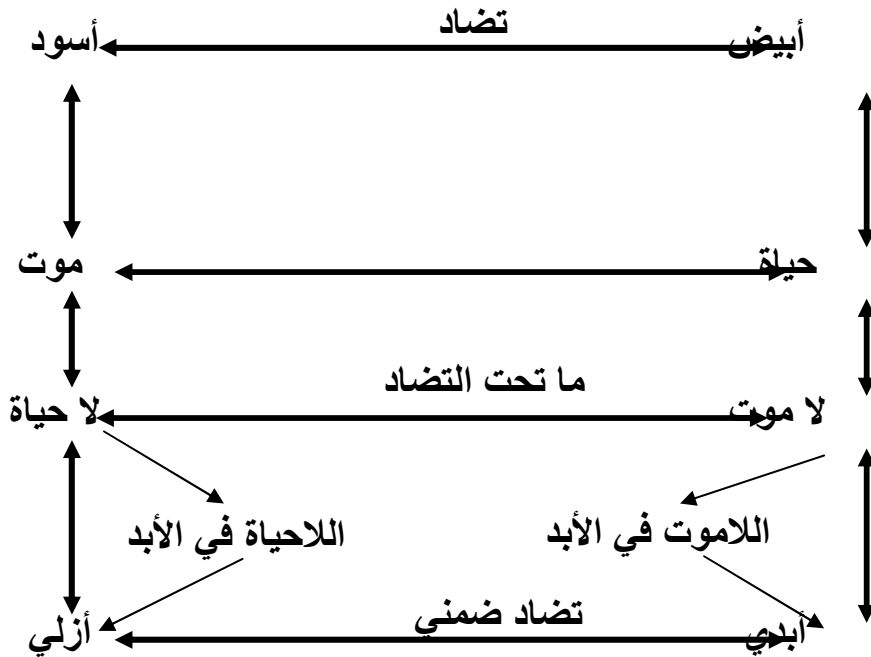 تضاد
أبيض أسود
حياة موت
ما تحت التضاد
لا موت لا حياة
اللاموت في الأبد اللاحياة في الأبد
تضاد ضمني
أبدي أزلي